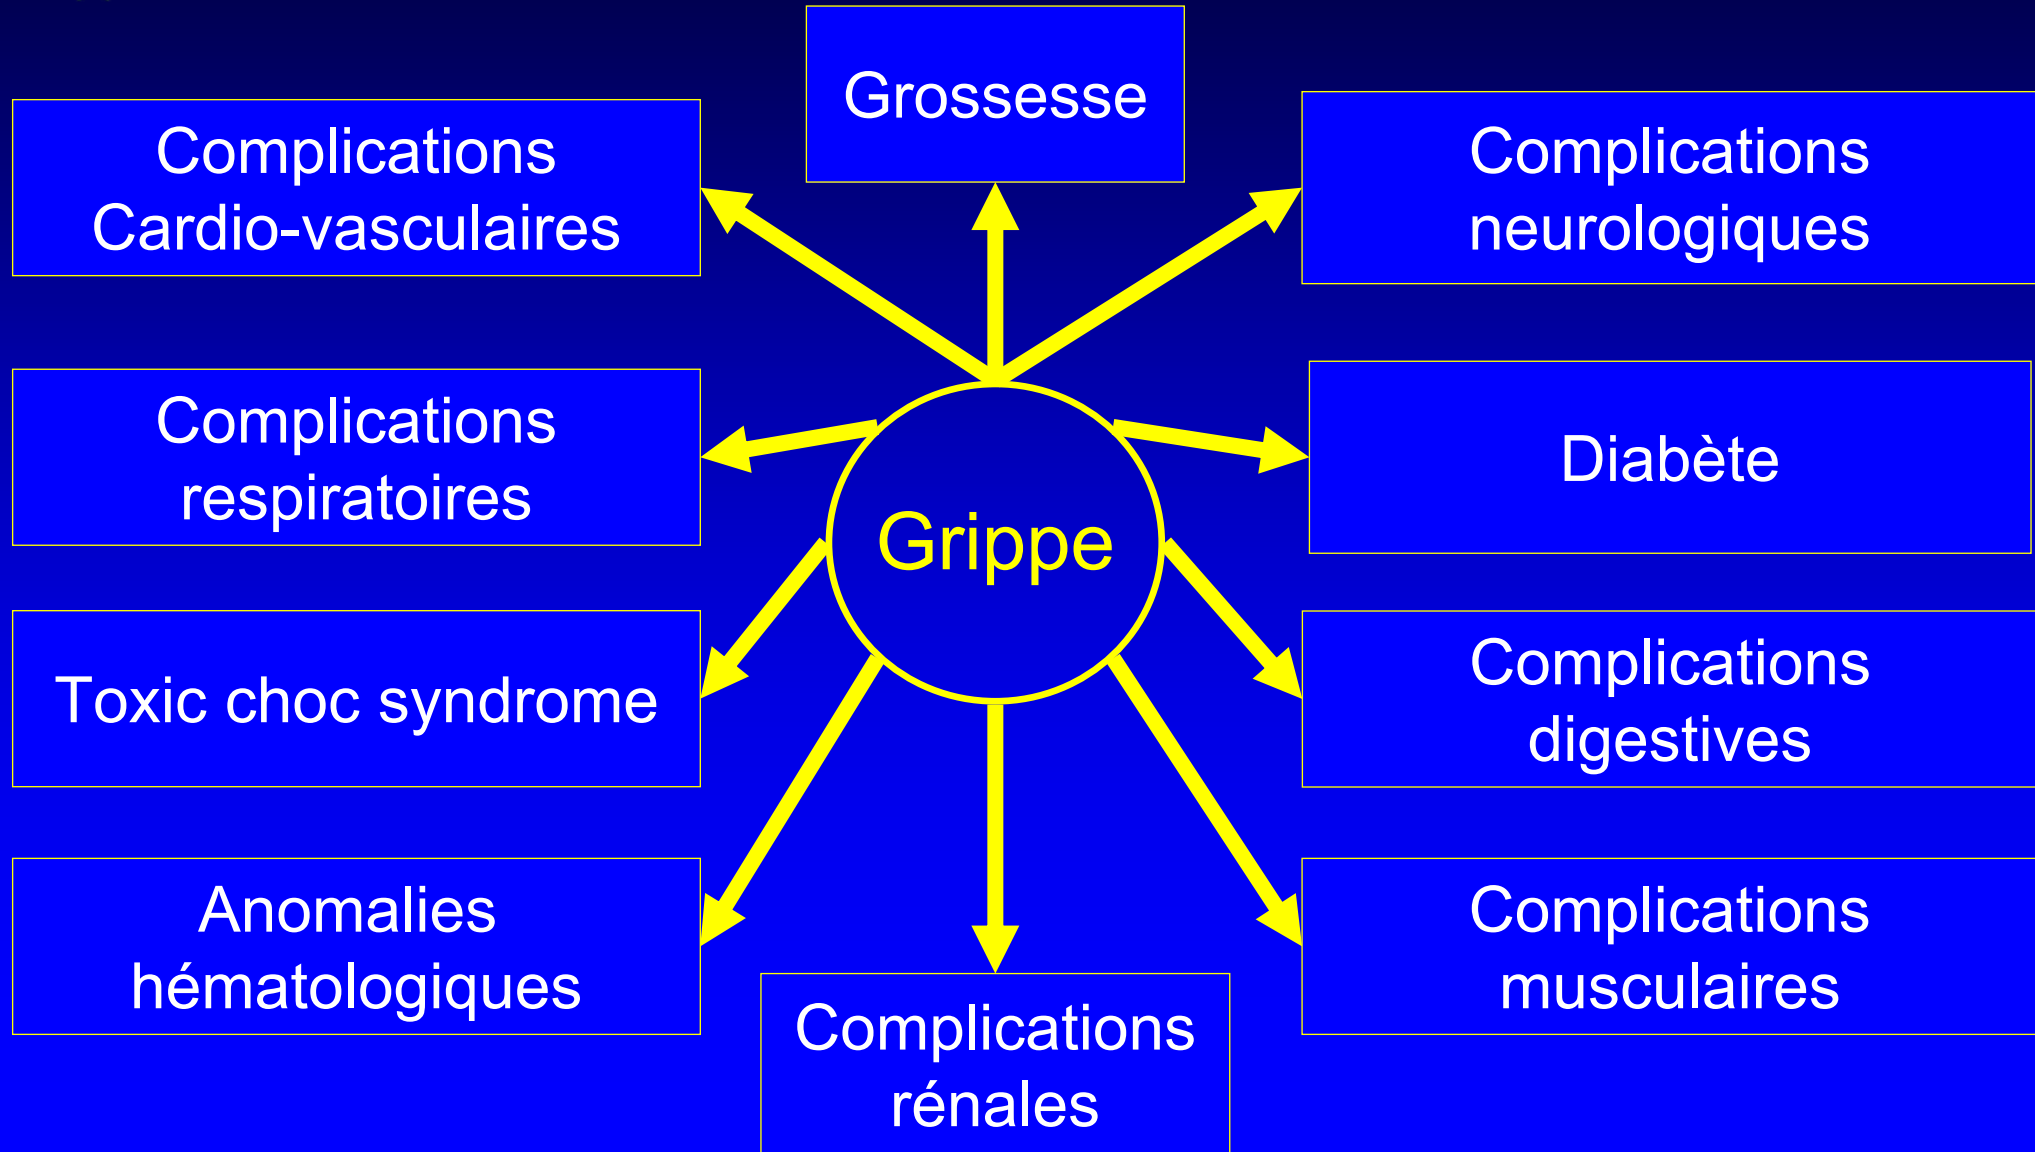 Grossesse
Complications
Cardio-vasculaires
Complications
neurologiques
Complications
respiratoires
Diabète
Grippe
Toxic choc syndrome
Complications
digestives
Anomalies
hématologiques
Complications
musculaires
Complications
rénales